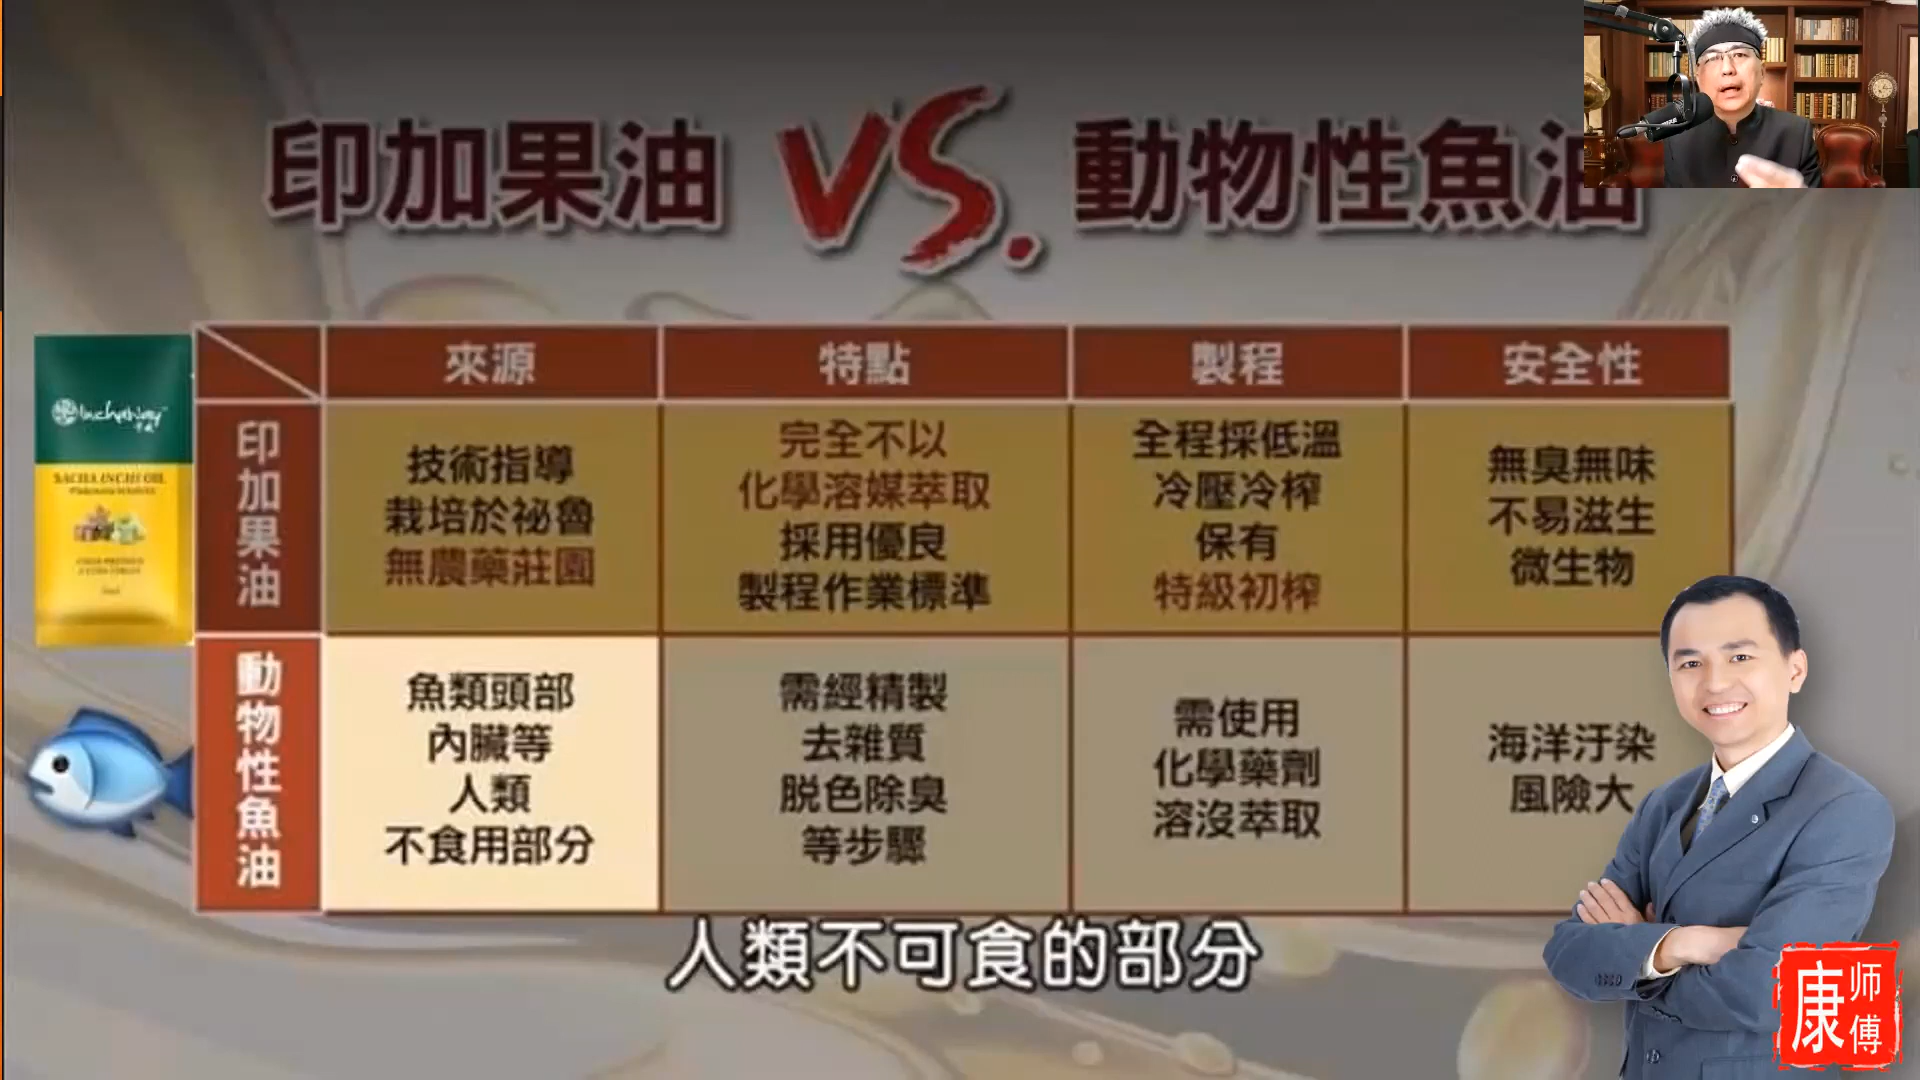 印加果油 VS. 動物性魚油
來源
特點
製程
安全性
印加果油
技術指導
栽培於祕魯
無農藥莊園
完全不以
化學溶媒萃取
採用優良
製程作業標準
全程採低溫
冷壓冷榨
保有
特級初榨
無臭無味
不易滋生
微生物
動物性魚油
魚類頭部
內臟等
人類
不食用部分
需經精製
去雜質
脫色除臭
等步驟
需使用
化學藥劑
溶沒萃取
海洋汙染
風險大
SACHA INCHI OIL
人類不可食的部分
康师傅